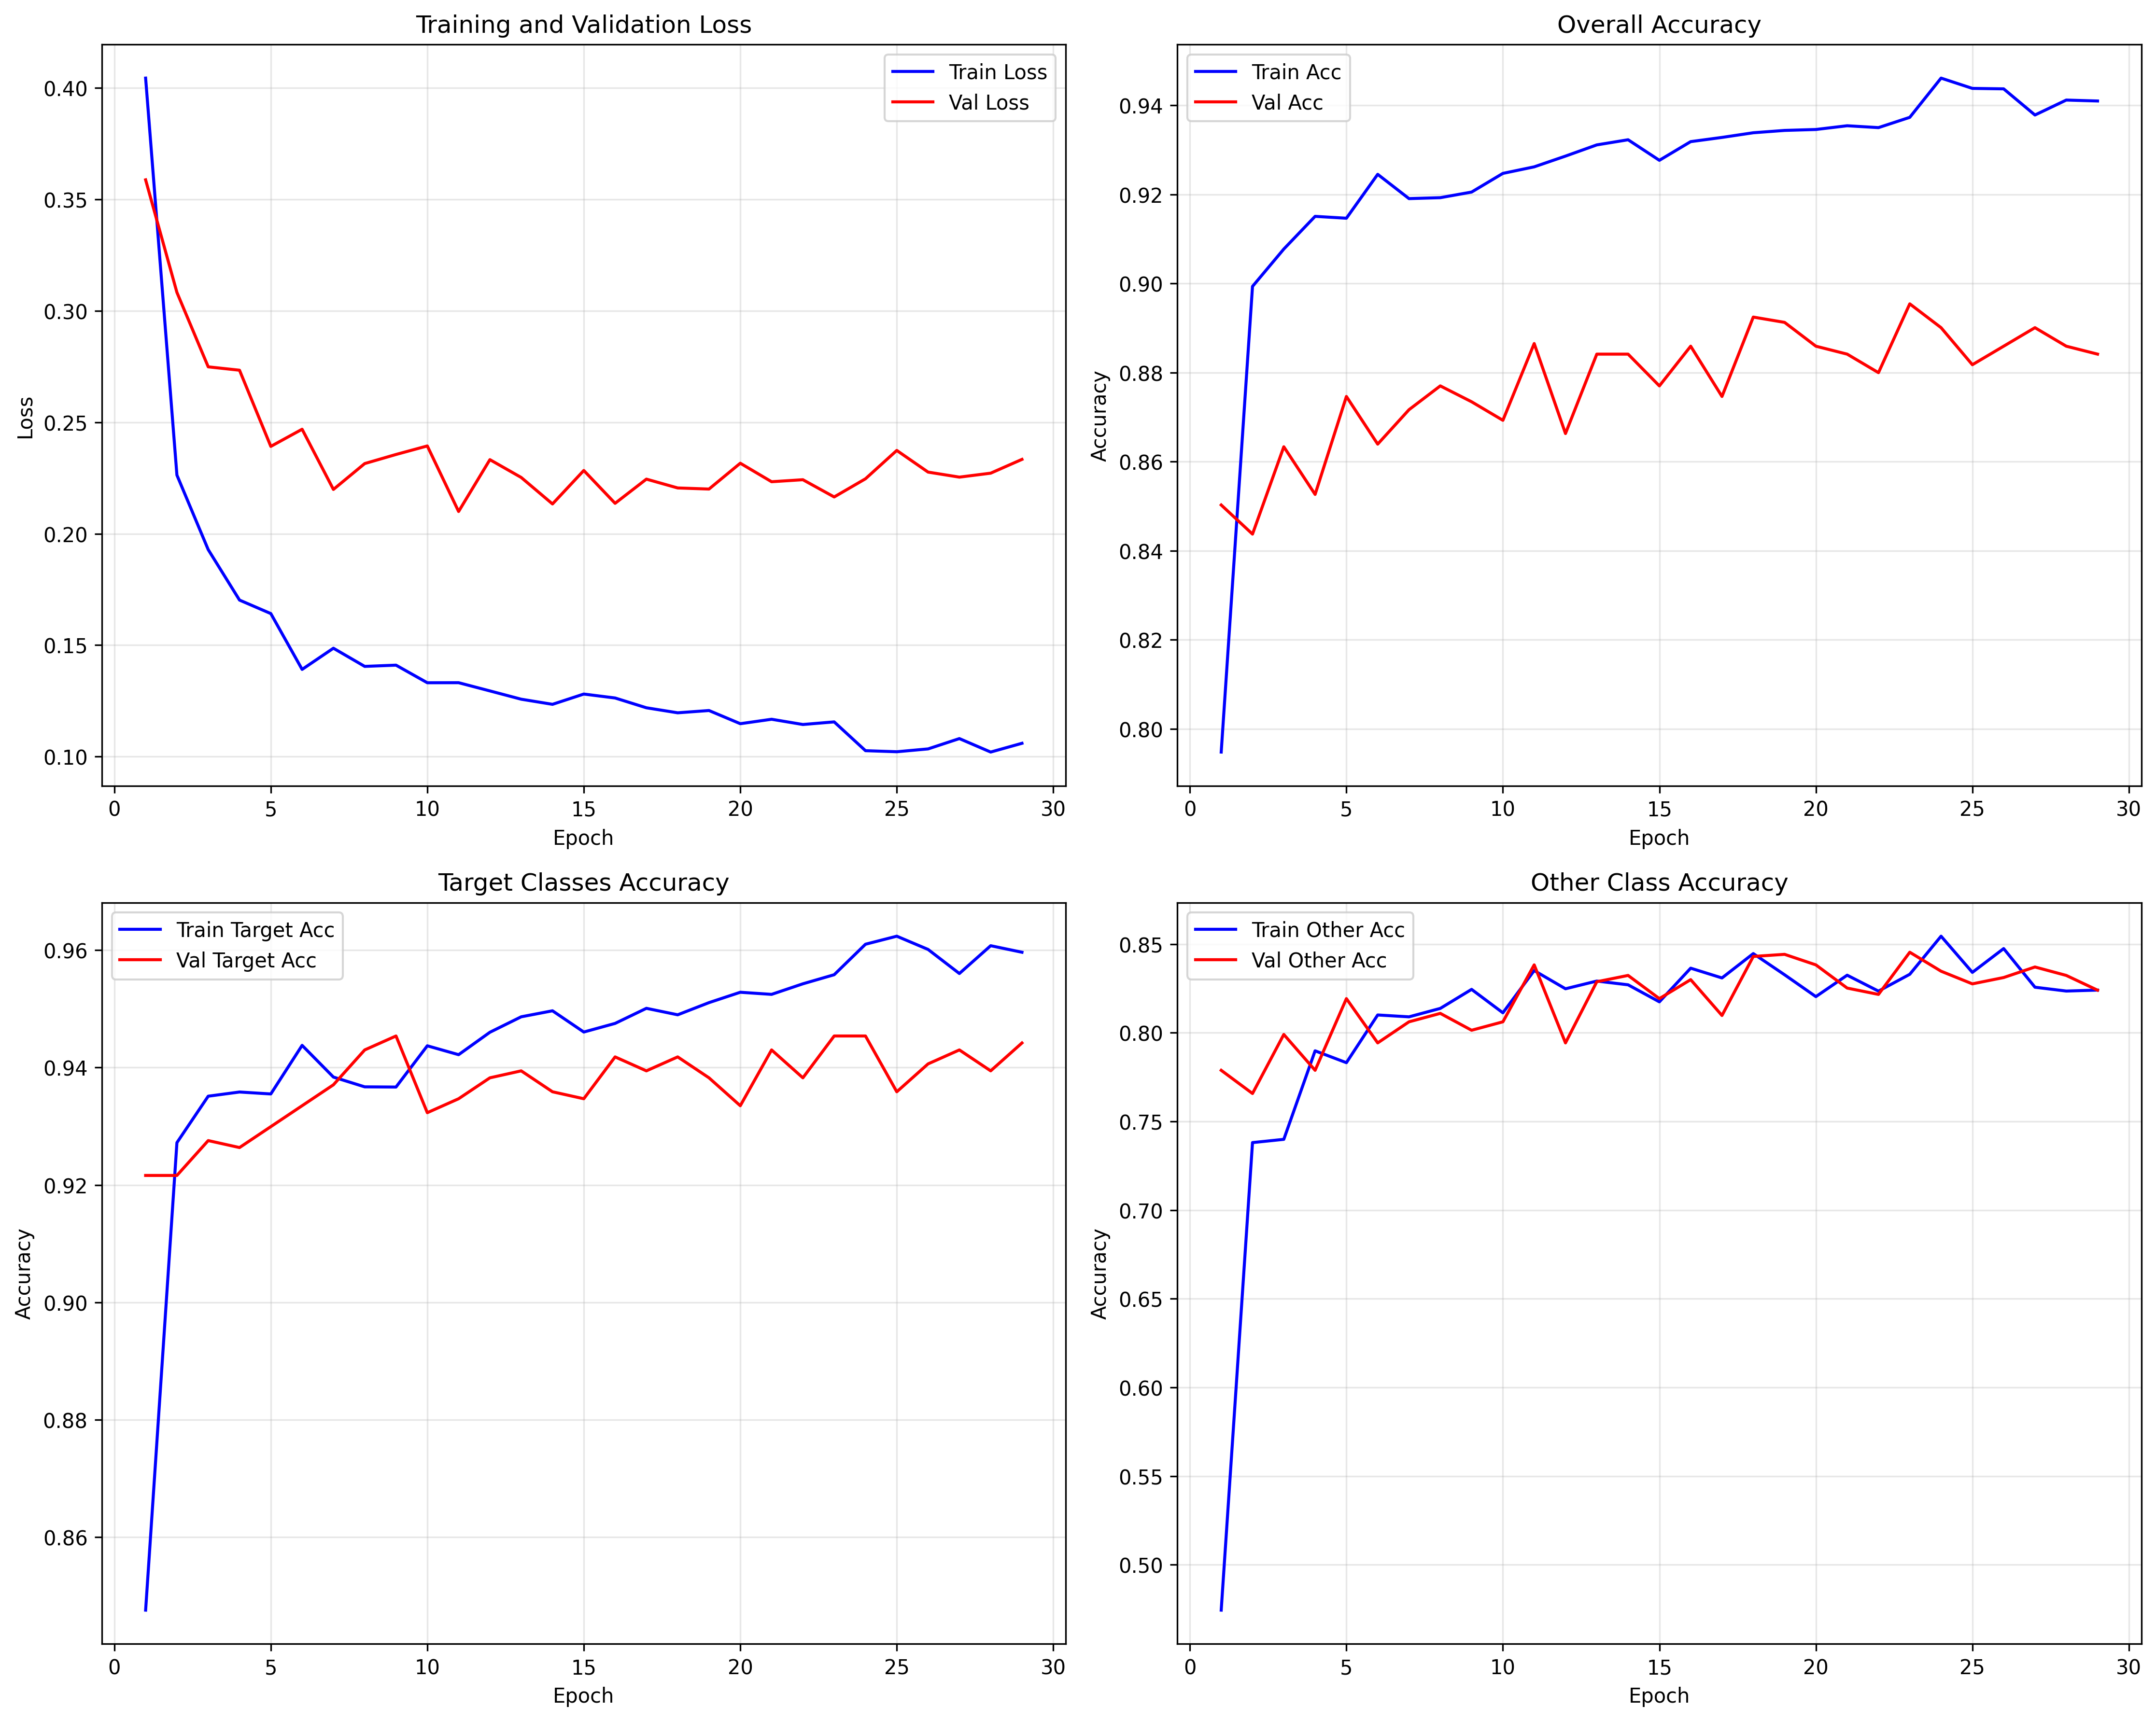 Training and Validation Loss
Train Loss
Val Loss
0.40
0.35
0.30
0.25
0.20
0.15
0.10
Loss
0 5 10 15 20 25 30
Epoch
Overall Accuracy
Train Acc
Val Acc
0.94
0.92
0.90
0.88
0.86
0.84
0.82
0.80
Accuracy
0 5 10 15 20 25 30
Epoch
Target Classes Accuracy
Train Target Acc
Val Target Acc
0.96
0.94
0.92
0.90
0.88
0.86
Accuracy
0 5 10 15 20 25 30
Epoch
Other Class Accuracy
Train Other Acc
Val Other Acc
0.85
0.80
0.75
0.70
0.65
0.60
0.55
0.50
Accuracy
0 5 10 15 20 25 30
Epoch